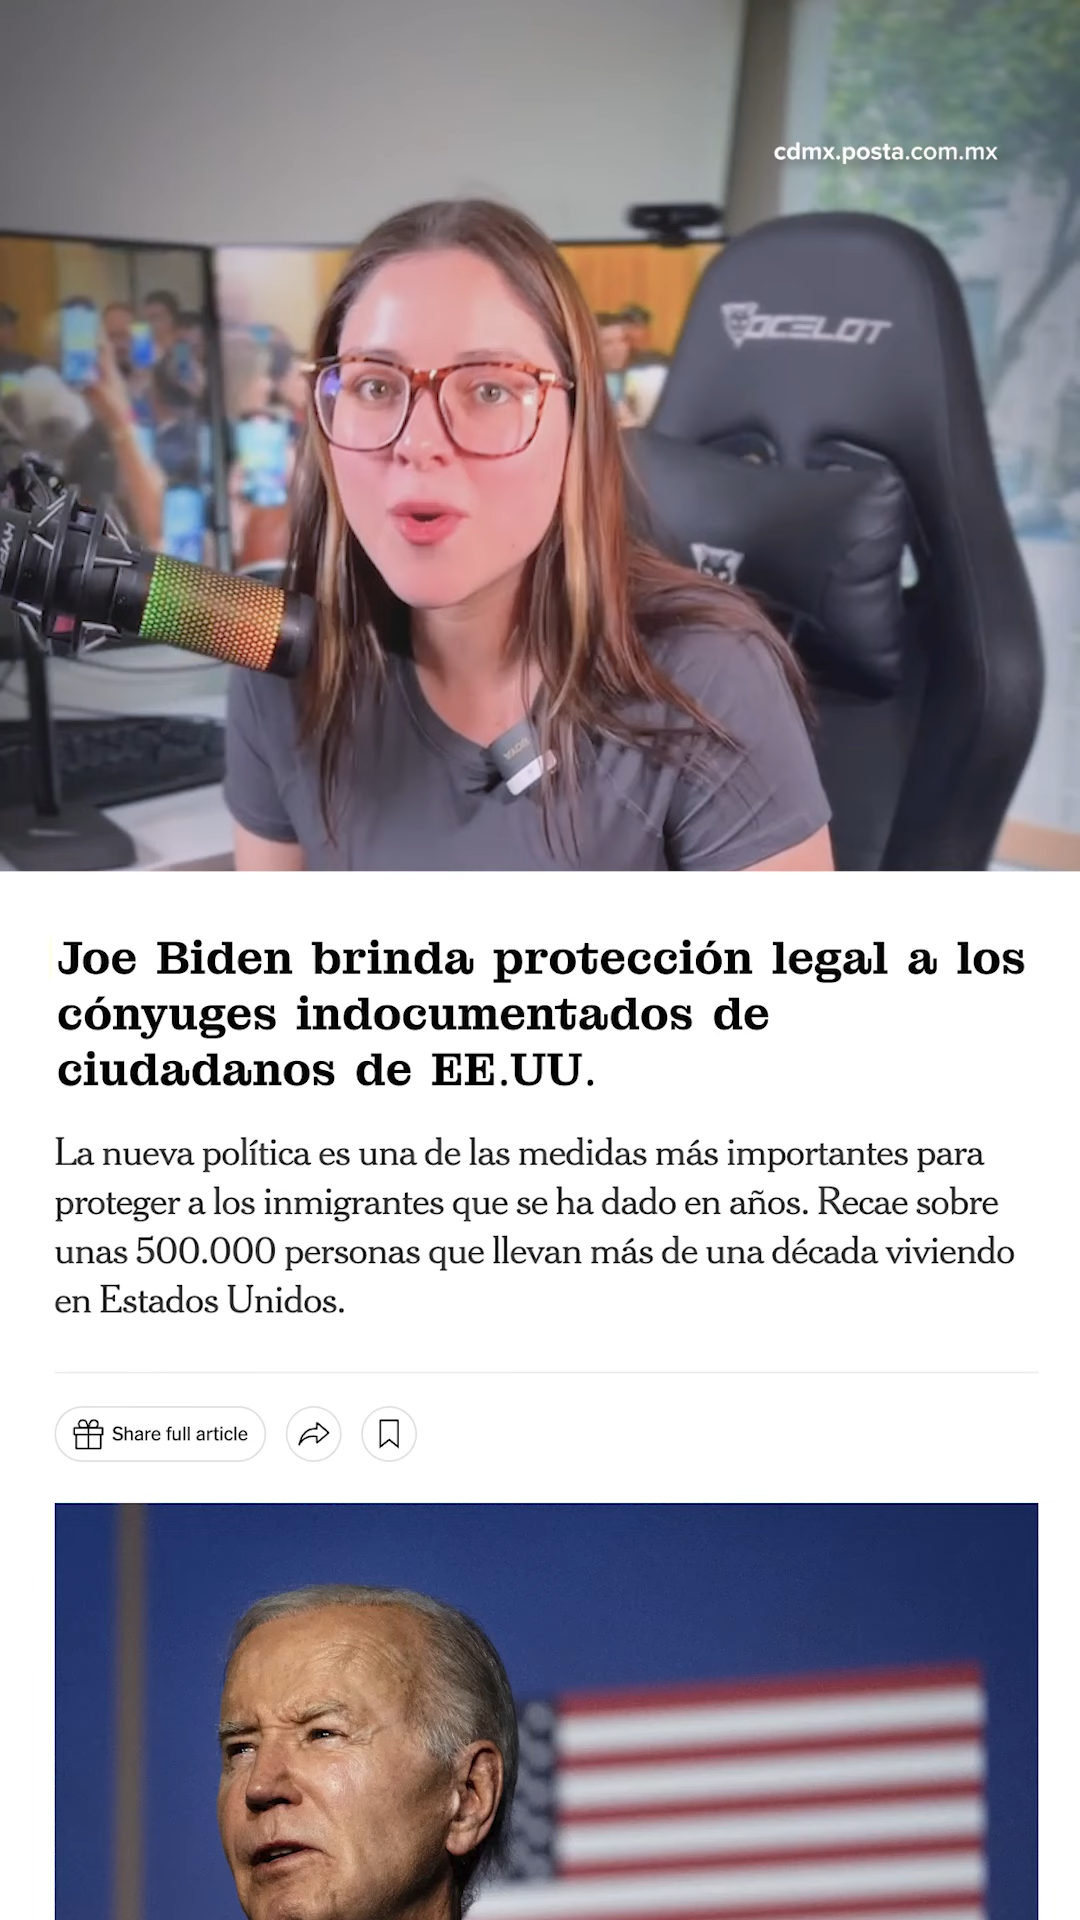 cdmx.posta.com.mx
OCELOT
Joe Biden brinda protección legal a los
cónyuges indocumentados de
ciudadanos de EE.UU.
La nueva política es una de las medidas más importantes para
proteger a los inmigrantes que se ha dado en años. Recae sobre
unas 500.000 personas que llevan más de una década viviendo
en Estados Unidos.
Share full article